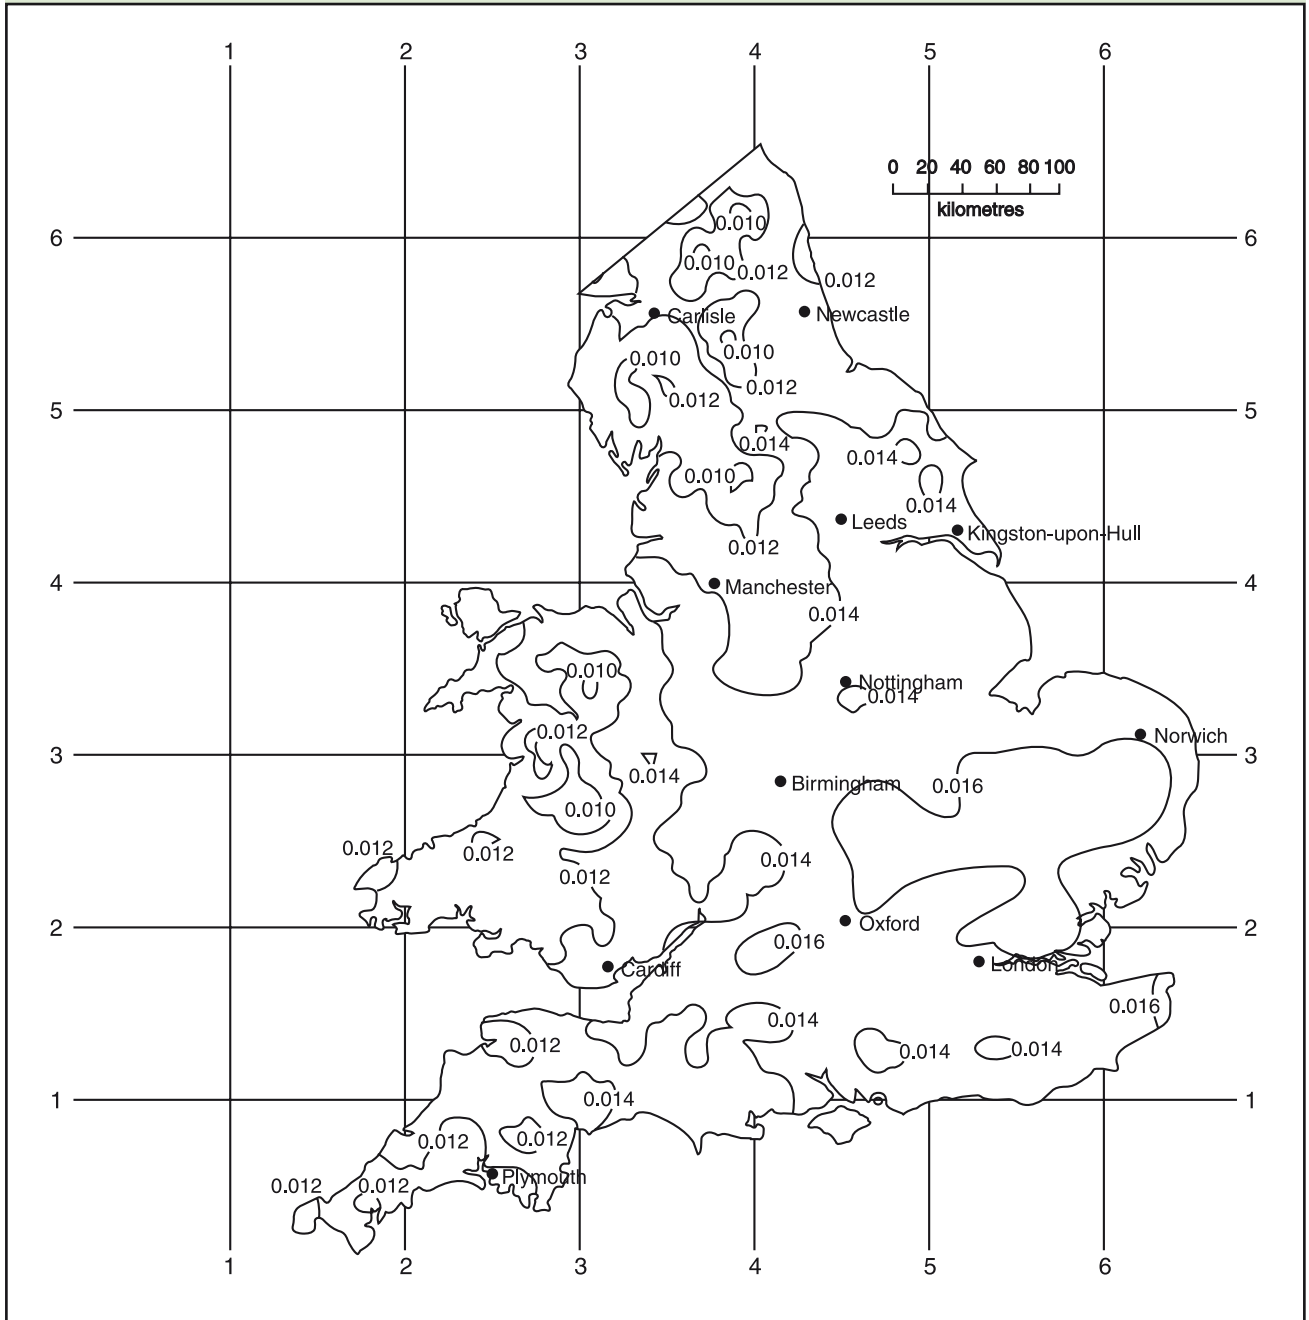 1 2 3 4 5 6
0 20 40 60 80 100
kilometres
0.010
6 6
0.010 0.012
0.012
Carlisle Newcastle
0.010 0.010
0.012
0.012
5 5
0.014
0.014
0.010
0.014
Leeds
Kingston-upon-Hull
0.012
4 4
Manchester
0.014
0.010
Nottingham
0.014
0.012
Norwich
3 3
0.014
Birmingham
0.016
0.010
0.012
0.012
0.014
0.012
Oxford
2 2
0.016
London
Cardiff
0.016
0.014
0.012
0.014
0.014
0.014
1 1
0.012
0.012
Plymouth
0.012
0.012
1 2 3 4 5 6